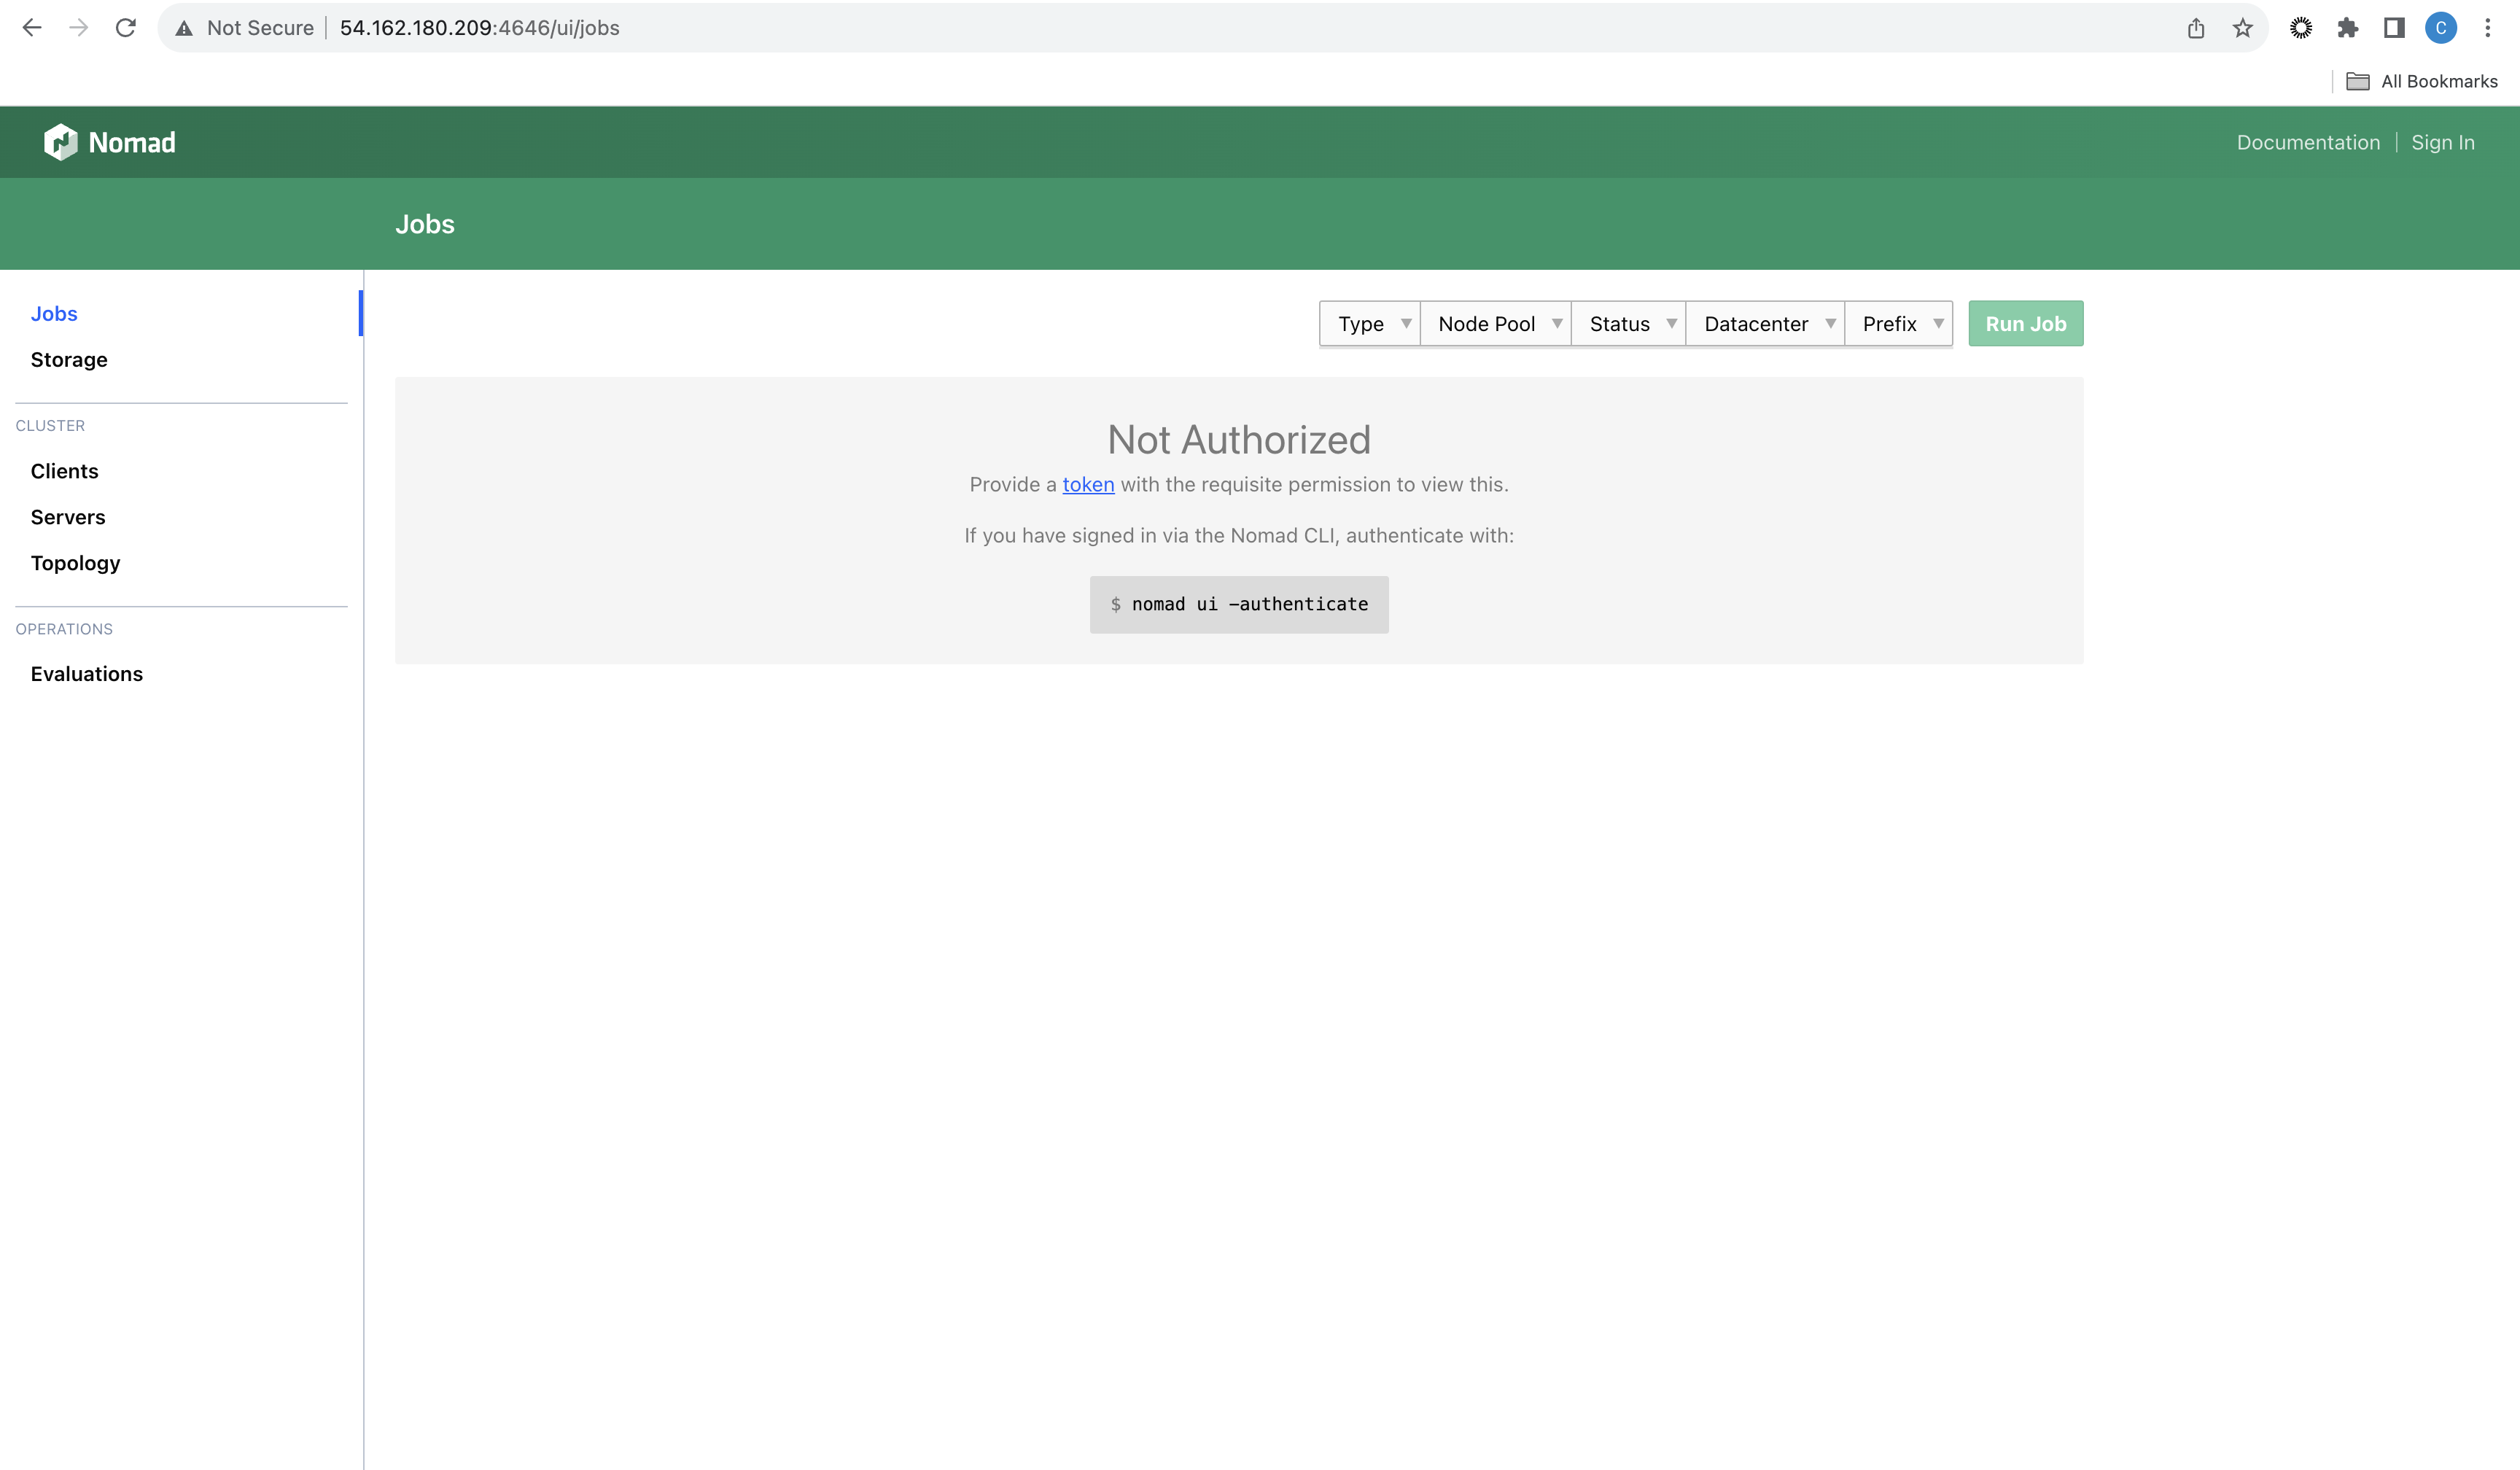 Not Secure 54.162.180.209:4646/ui/jobs
C
All Bookmarks
Nomad
Documentation Sign In
Jobs
Jobs
Storage
CLUSTER
Clients
Servers
Topology
OPERATIONS
Evaluations
Type Node Pool Status Datacenter Prefix Run Job
Not Authorized
Provide a token with the requisite permission to view this.
If you have signed in via the Nomad CLI, authenticate with:
$ nomad ui -authenticate